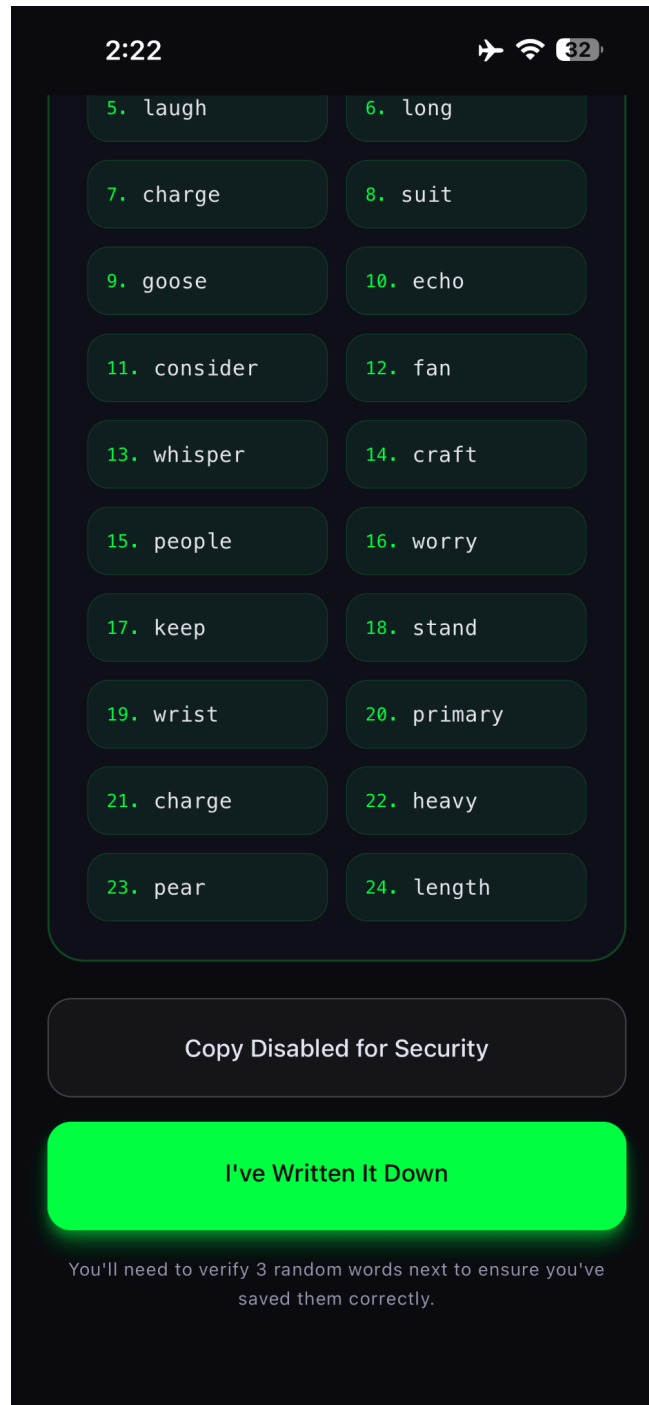 2:22
32
5. laugh
6. long
7. charge
8. suit
9. goose
10. echo
11. consider
12. fan
13. whisper
14. craft
15. people
16. worry
17. keep
18. stand
19. wrist
20. primary
21. charge
22. heavy
23. pear
24. length
Copy Disabled for Security
I've Written It Down
You'll need to verify 3 random words next to ensure you've
saved them correctly.